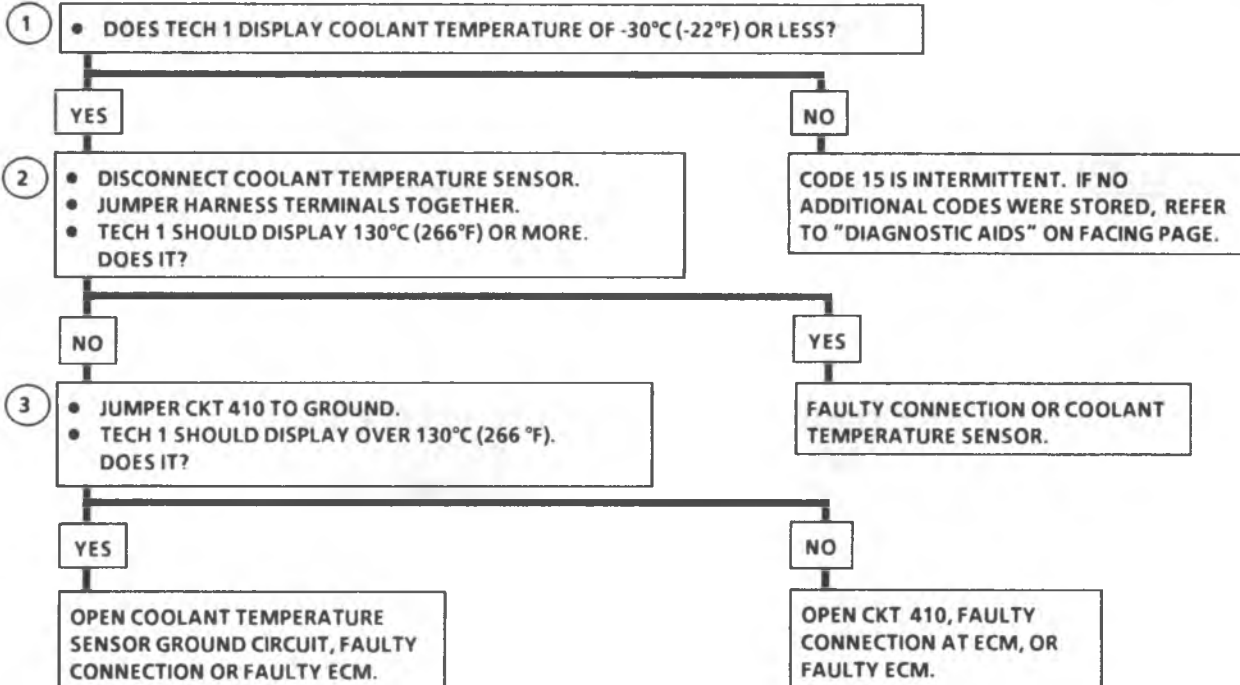 1
• DOES TECH 1 DISPLAY COOLANT TEMPERATURE OF -30°C (-22°F) OR LESS?
YES
NO
2
• DISCONNECT COOLANT TEMPERATURE SENSOR.
• JUMPER HARNESS TERMINALS TOGETHER.
• TECH 1 SHOULD DISPLAY 130°C (266°F) OR MORE.
DOES IT?
CODE 15 IS INTERMITTENT. IF NO
ADDITIONAL CODES WERE STORED, REFER
TO "DIAGNOSTIC AIDS" ON FACING PAGE.
NO
YES
3
• JUMPER CKT 410 TO GROUND.
• TECH 1 SHOULD DISPLAY OVER 130°C (266 °F).
DOES IT?
FAULTY CONNECTION OR COOLANT
TEMPERATURE SENSOR.
YES
NO
OPEN COOLANT TEMPERATURE
SENSOR GROUND CIRCUIT, FAULTY
CONNECTION OR FAULTY ECM.
OPEN CKT 410, FAULTY
CONNECTION AT ECM, OR
FAULTY ECM.